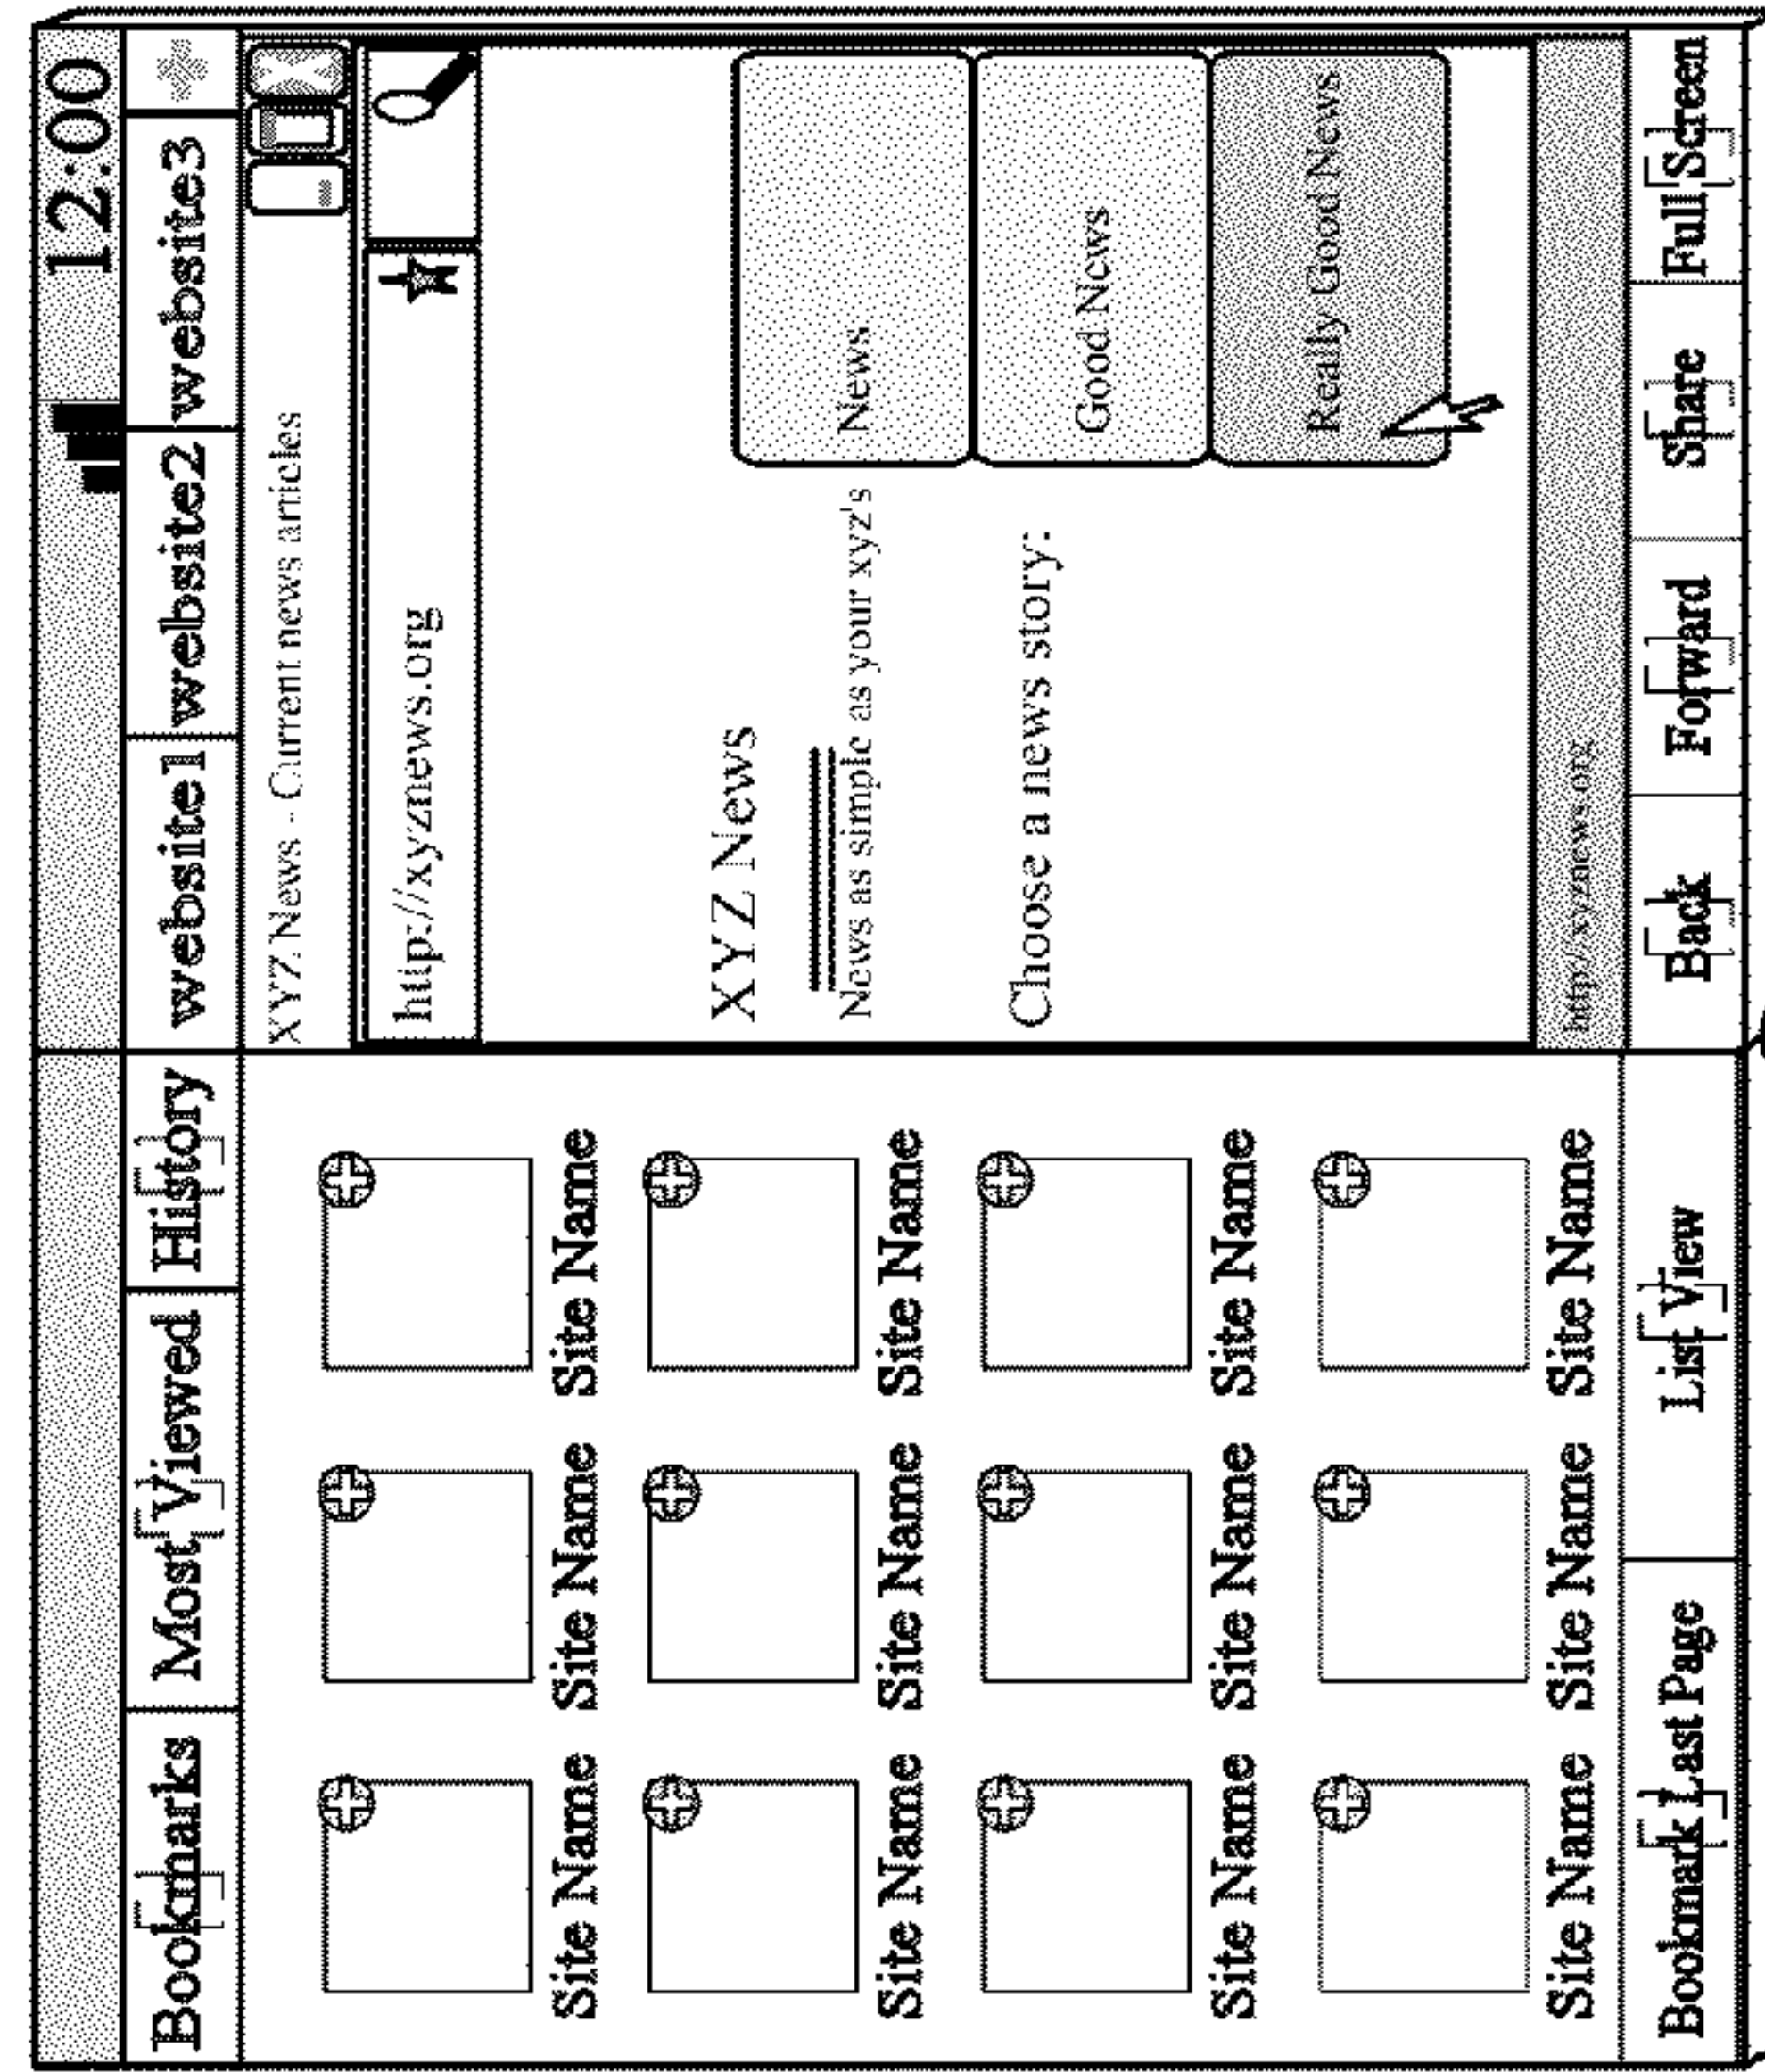 12:00
Bookmarks Most Viewed History
website1 website2 website3
XYZ News - Current news articles
http://xyznews.org
XYZ News
News as simple as your xyz's
Choose a news story:
News
Good News
Really Good News
http://xyznews.org
Site Name Site Name Site Name
Site Name Site Name Site Name
Site Name Site Name Site Name
Site Name Site Name Site Name
Bookmark Last Page List View
Back Forward Share Full Screen